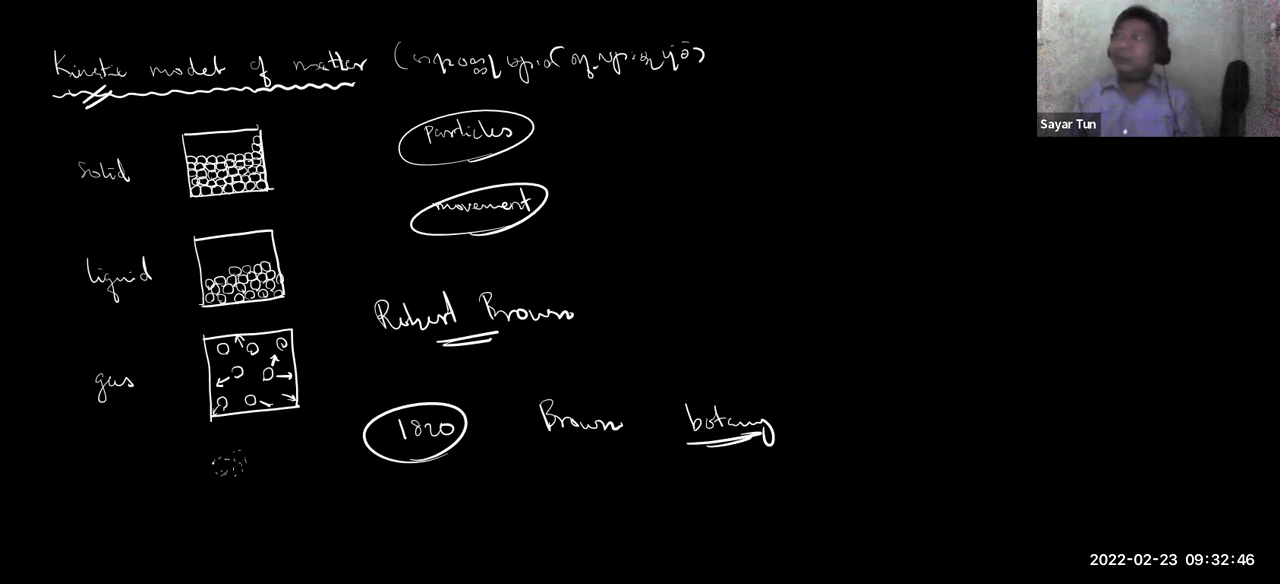 Kinetic model of matter
solid
particles
movement
liquid
Robert Brown
gas
1820 Brown botany
Sayar Tun
2022-02-23 09:32:46